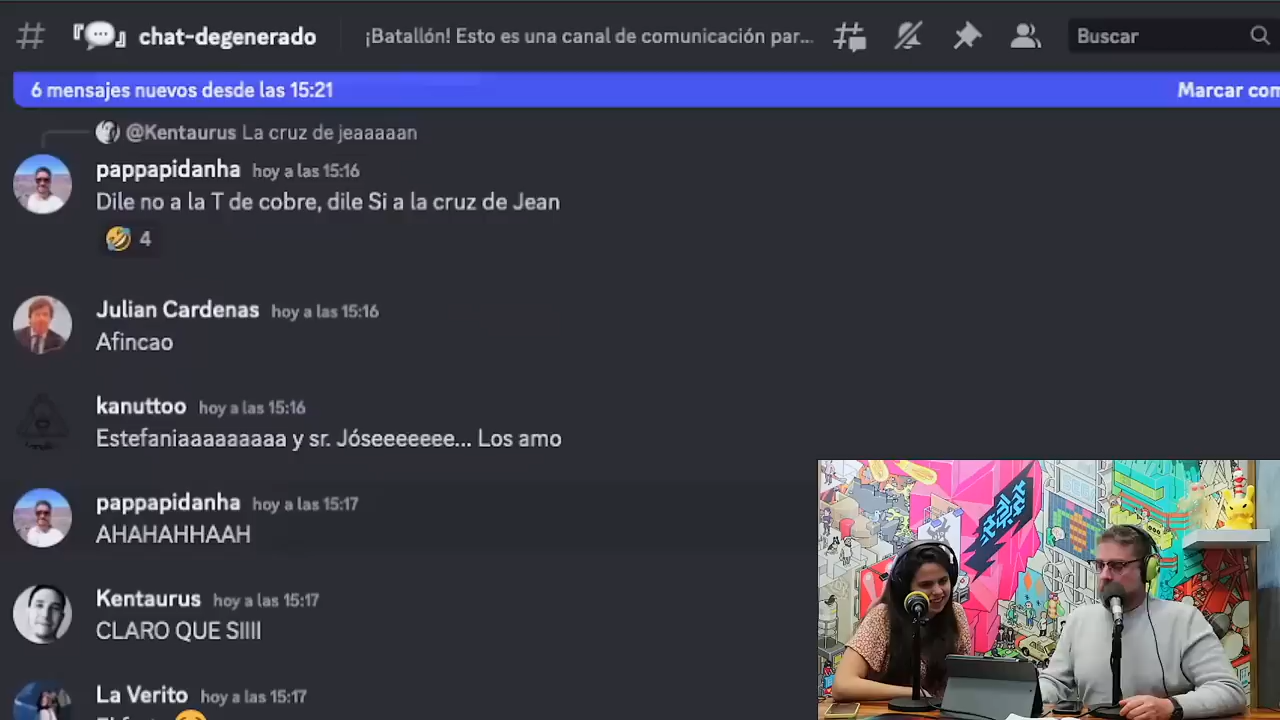 『💬』 chat-degenerado
¡Batallón! Esto es una canal de comunicación par...
Buscar
6 mensajes nuevos desde las 15:21
Marcar com
@Kentaurus La cruz de jeaaaaan
pappapidanha hoy a las 15:16
Dile no a la T de cobre, dile Si a la cruz de Jean
🤣 4
Julian Cardenas hoy a las 15:16
Afincao
kanuttoo hoy a las 15:16
Estefaniaaaaaaaaa y sr. Jóseeeeeee... Los amo
pappapidanha hoy a las 15:17
AHAHAHHAAH
Kentaurus hoy a las 15:17
CLARO QUE SIIII
La Verito hoy a las 15:17